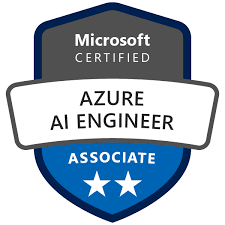 Microsoft
CERTIFIED
AZURE
AI ENGINEER
ASSOCIATE